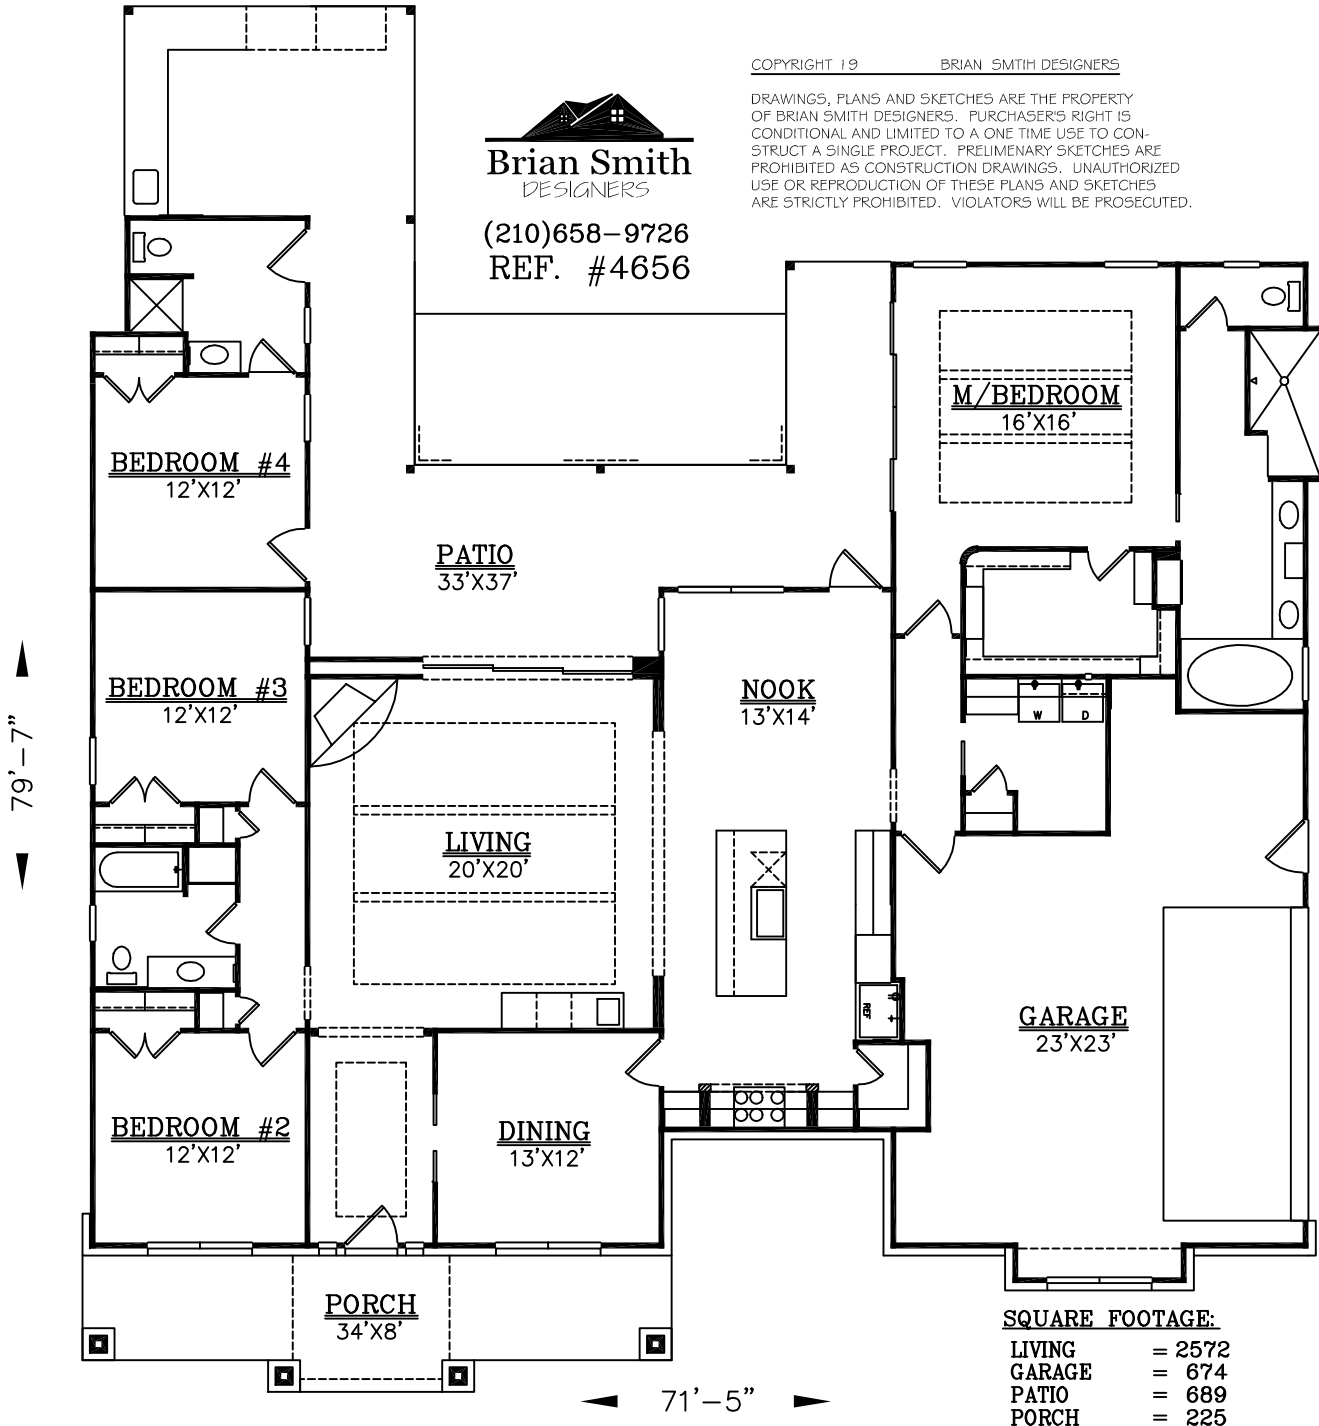 COPYRIGHT 19 BRIAN SMTIH DESIGNERS
DRAWINGS, PLANS AND SKETCHES ARE THE PROPERTY
OF BRIAN SMITH DESIGNERS. PURCHASER'S RIGHT IS
CONDITIONAL AND LIMITED TO A ONE TIME USE TO CON-
STRUCT A SINGLE PROJECT. PRELIMENARY SKETCHES ARE
PROHIBITED AS CONSTRUCTION DRAWINGS. UNAUTHORIZED
USE OR REPRODUCTION OF THESE PLANS AND SKETCHES
ARE STRICTLY PROHIBITED. VIOLATORS WILL BE PROSECUTED.
Brian Smith
DESIGNERS
(210)658-9726
REF. #4656
M/BEDROOM
16'X16'
BEDROOM #4
12'X12'
PATIO
33'X37'
BEDROOM #3
12'X12'
NOOK
13'X14'
W
D
79'-7"
LIVING
20'X20'
REF
GARAGE
23'X23'
BEDROOM #2
12'X12'
DINING
13'X12'
PORCH
34'X8'
71'-5"
SQUARE FOOTAGE:
LIVING = 2572
GARAGE = 674
PATIO = 689
PORCH = 225